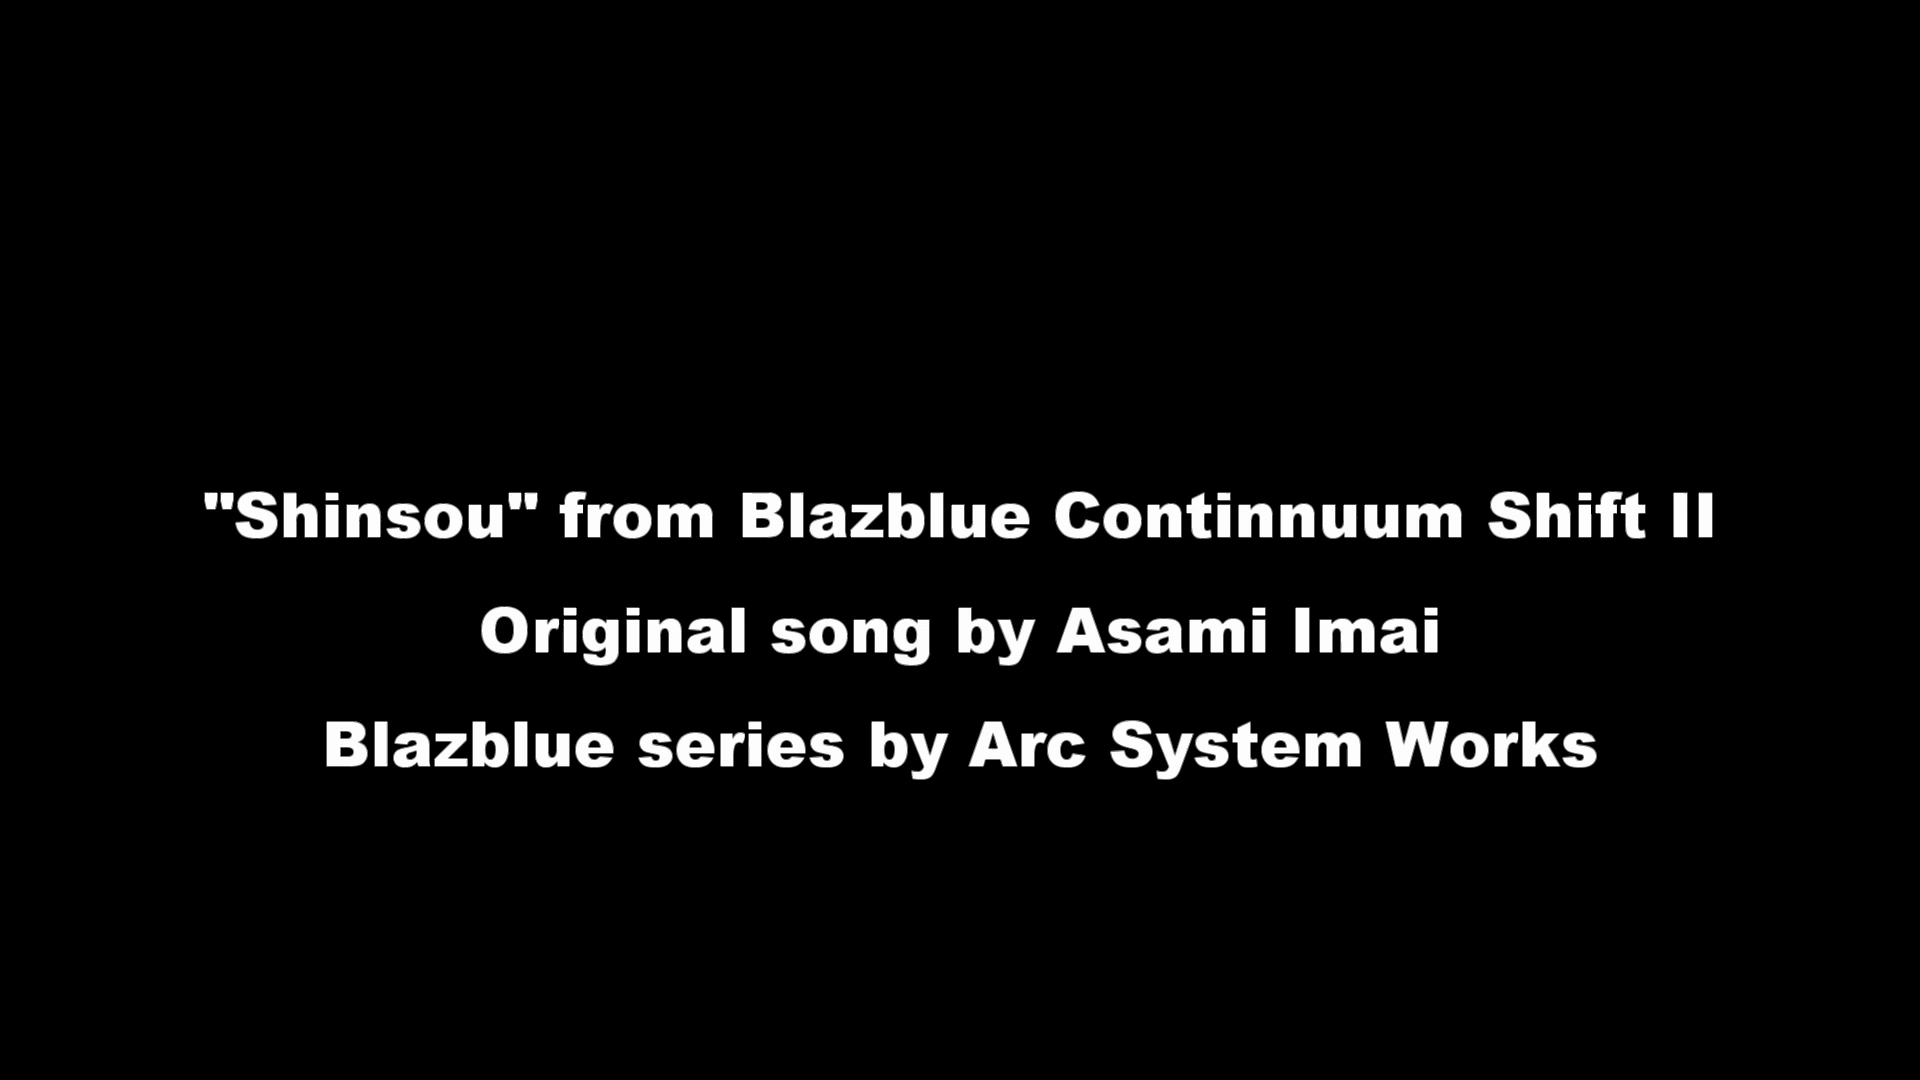 "Shinsou" from Blazblue Continnuum Shift II
Original song by Asami Imai
Blazblue series by Arc System Works